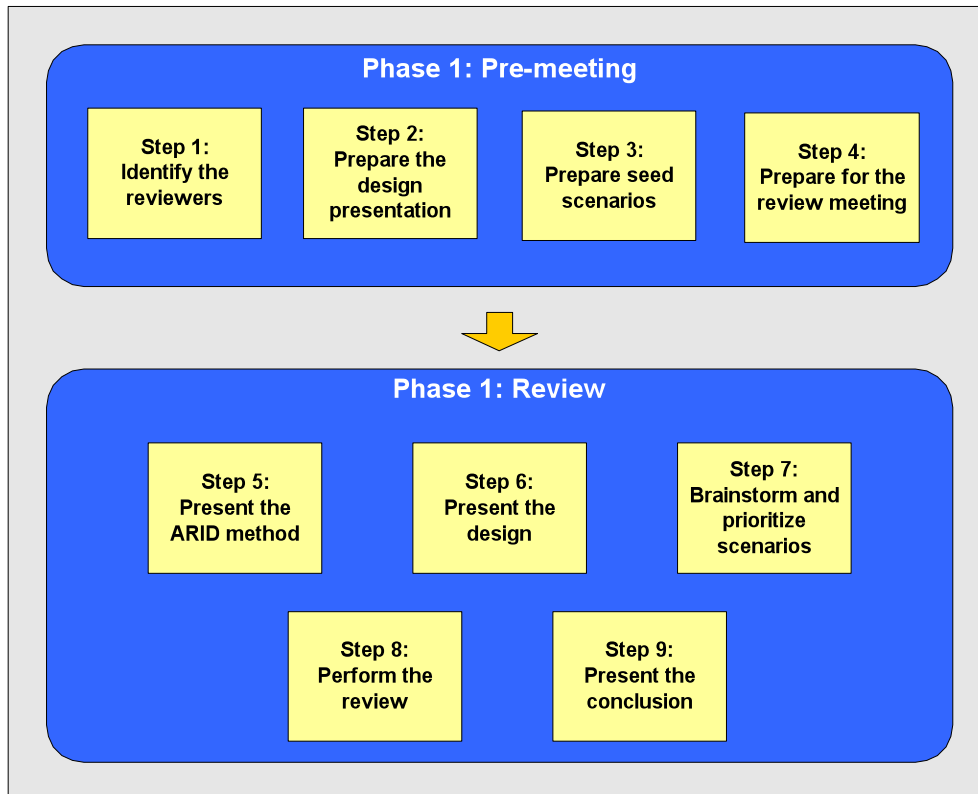 Phase 1: Pre-meeting
Step 1:
Identify the
reviewers
Step 2:
Prepare the
design
presentation
Step 3:
Prepare seed
scenarios
Step 4:
Prepare for the
review meeting
Phase 1: Review
Step 5:
Present the
ARID method
Step 6:
Present the
design
Step 7:
Brainstorm and
prioritize
scenarios
Step 8:
Perform the
review
Step 9:
Present the
conclusion